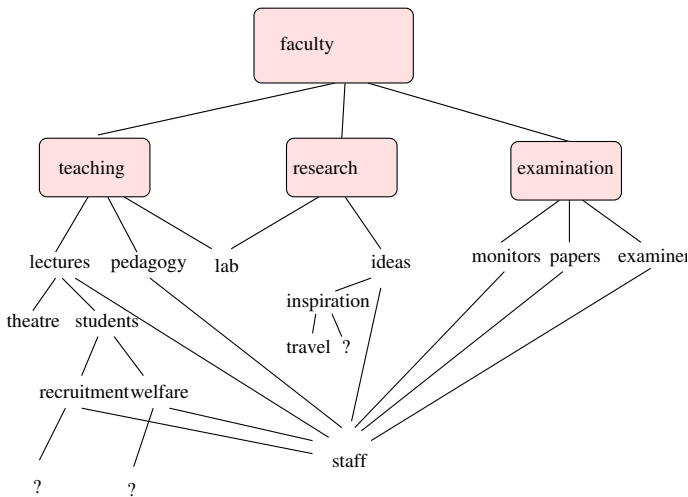 faculty
teaching
research
examination
lectures
pedagogy
lab
ideas
monitors
papers
examiner
inspiration
theatre
students
travel
?
recruitment
welfare
staff
?
?